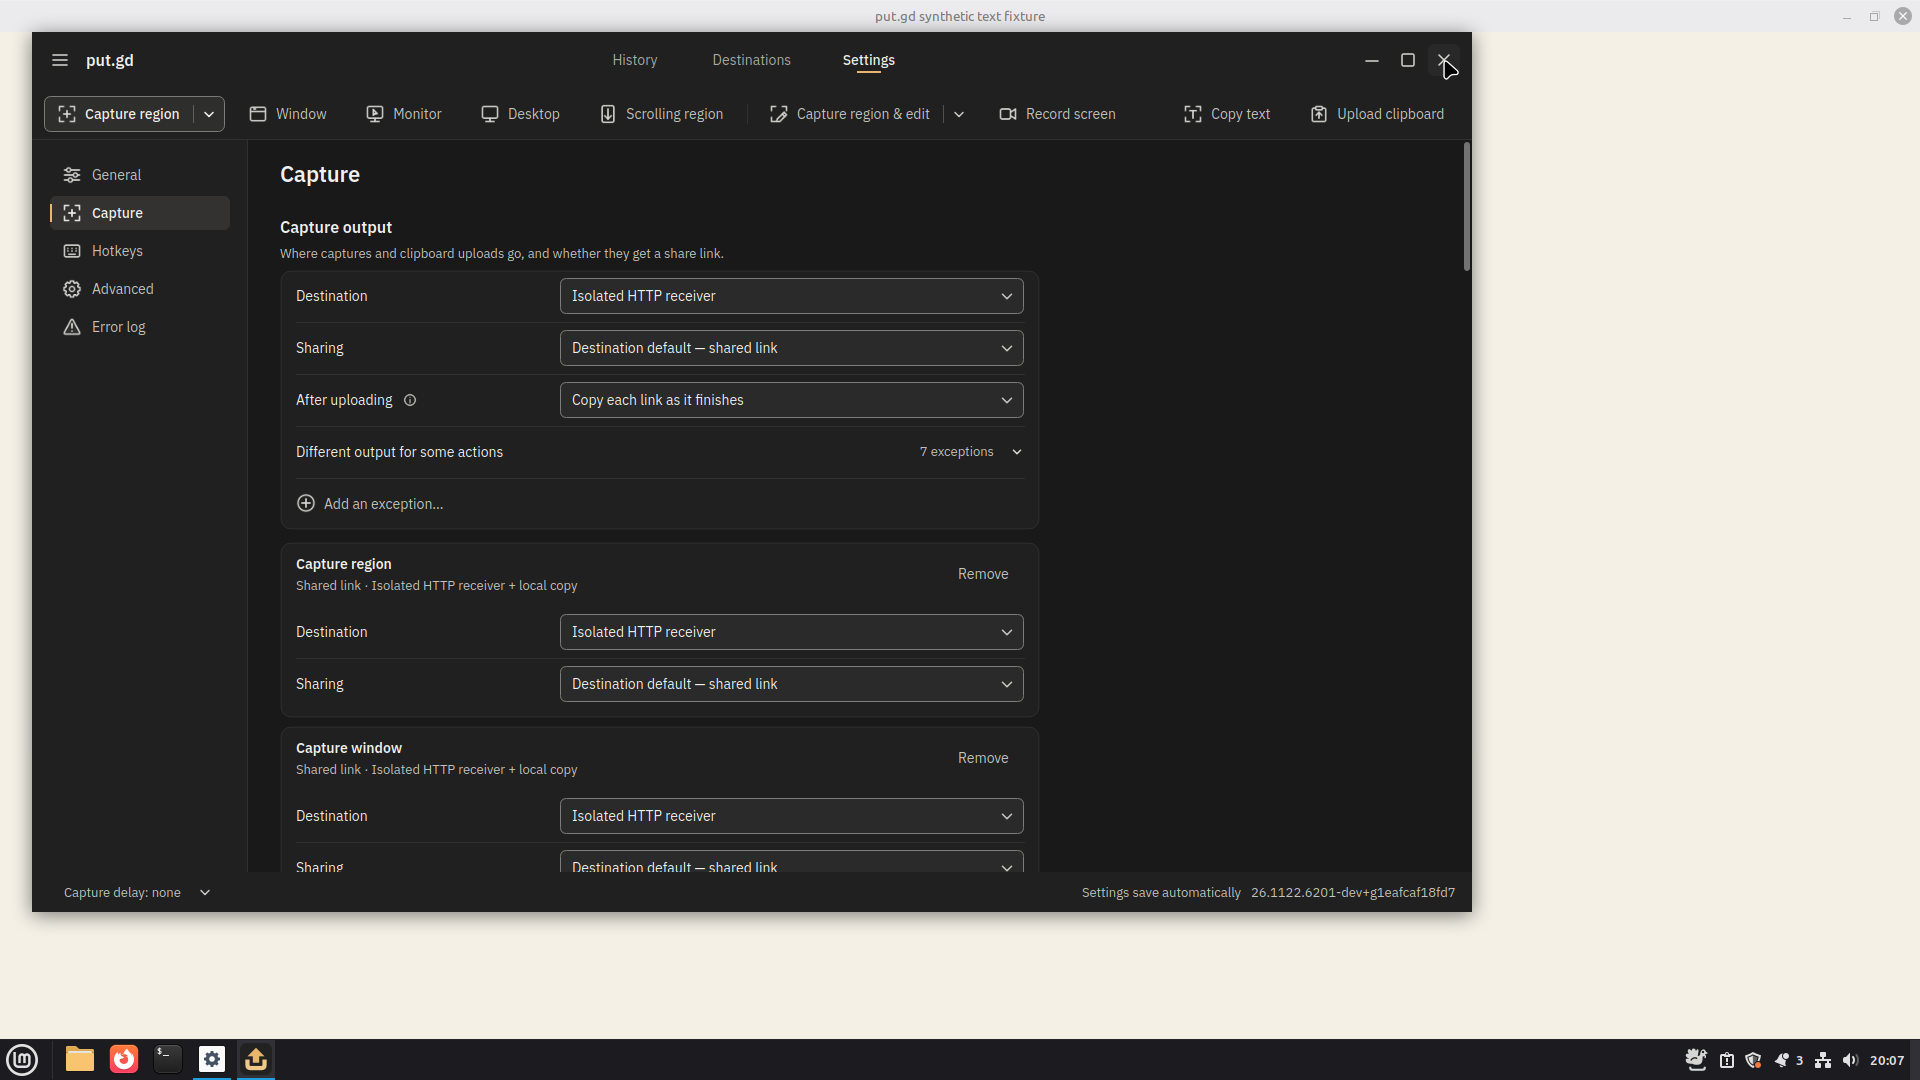 put.gd synthetic text fixture
put.gd
History
Destinations
Settings
Capture region
Window
Monitor
Desktop
Scrolling region
Capture region & edit
Record screen
Copy text
Upload clipboard
General
Capture
Hotkeys
Advanced
Error log
Capture
Capture output
Where captures and clipboard uploads go, and whether they get a share link.
Destination
Isolated HTTP receiver
Sharing
Destination default — shared link
After uploading
Copy each link as it finishes
Different output for some actions
7 exceptions
Add an exception...
Capture region
Shared link · Isolated HTTP receiver + local copy
Remove
Destination
Isolated HTTP receiver
Sharing
Destination default — shared link
Capture window
Shared link · Isolated HTTP receiver + local copy
Remove
Destination
Isolated HTTP receiver
Sharing
Destination default — shared link
Capture delay: none
Settings save automatically
26.1122.6201-dev+g1eafcaf18fd7
3
20:07